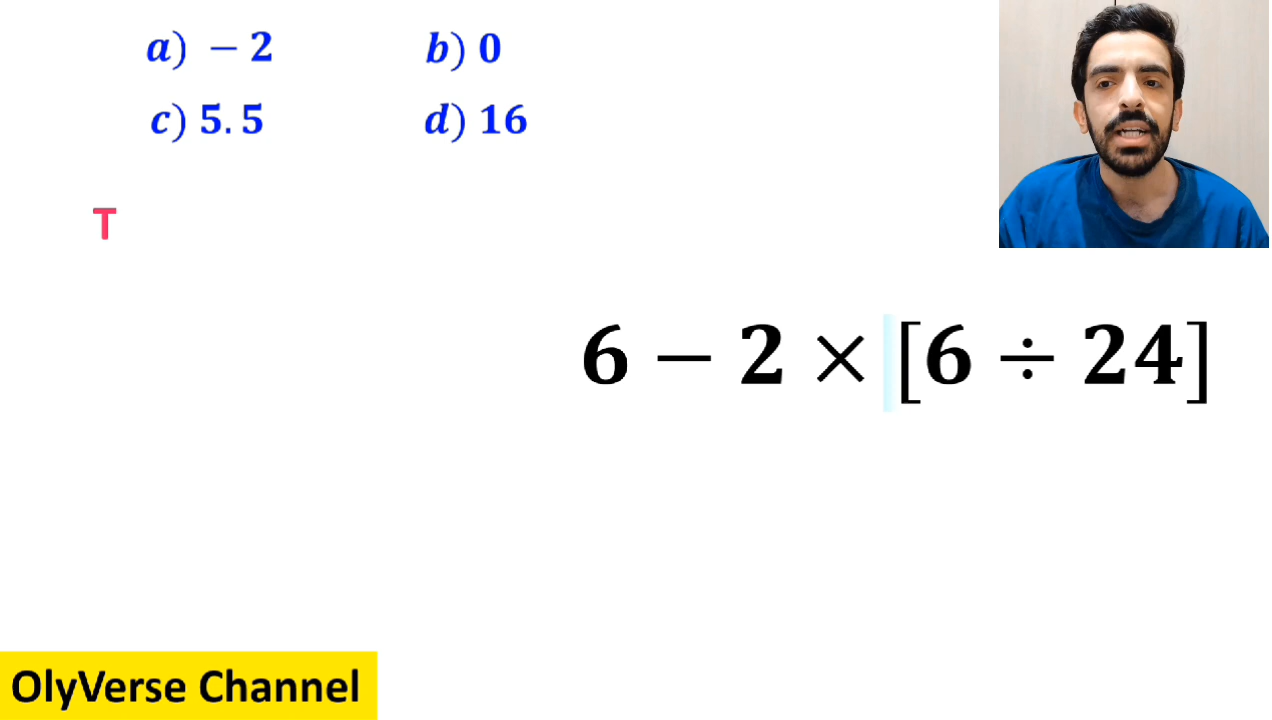 a) − 2 b) 0
c) 5.5 d) 16
T
6 − 2 × [6 ÷ 24]
OlyVerse Channel